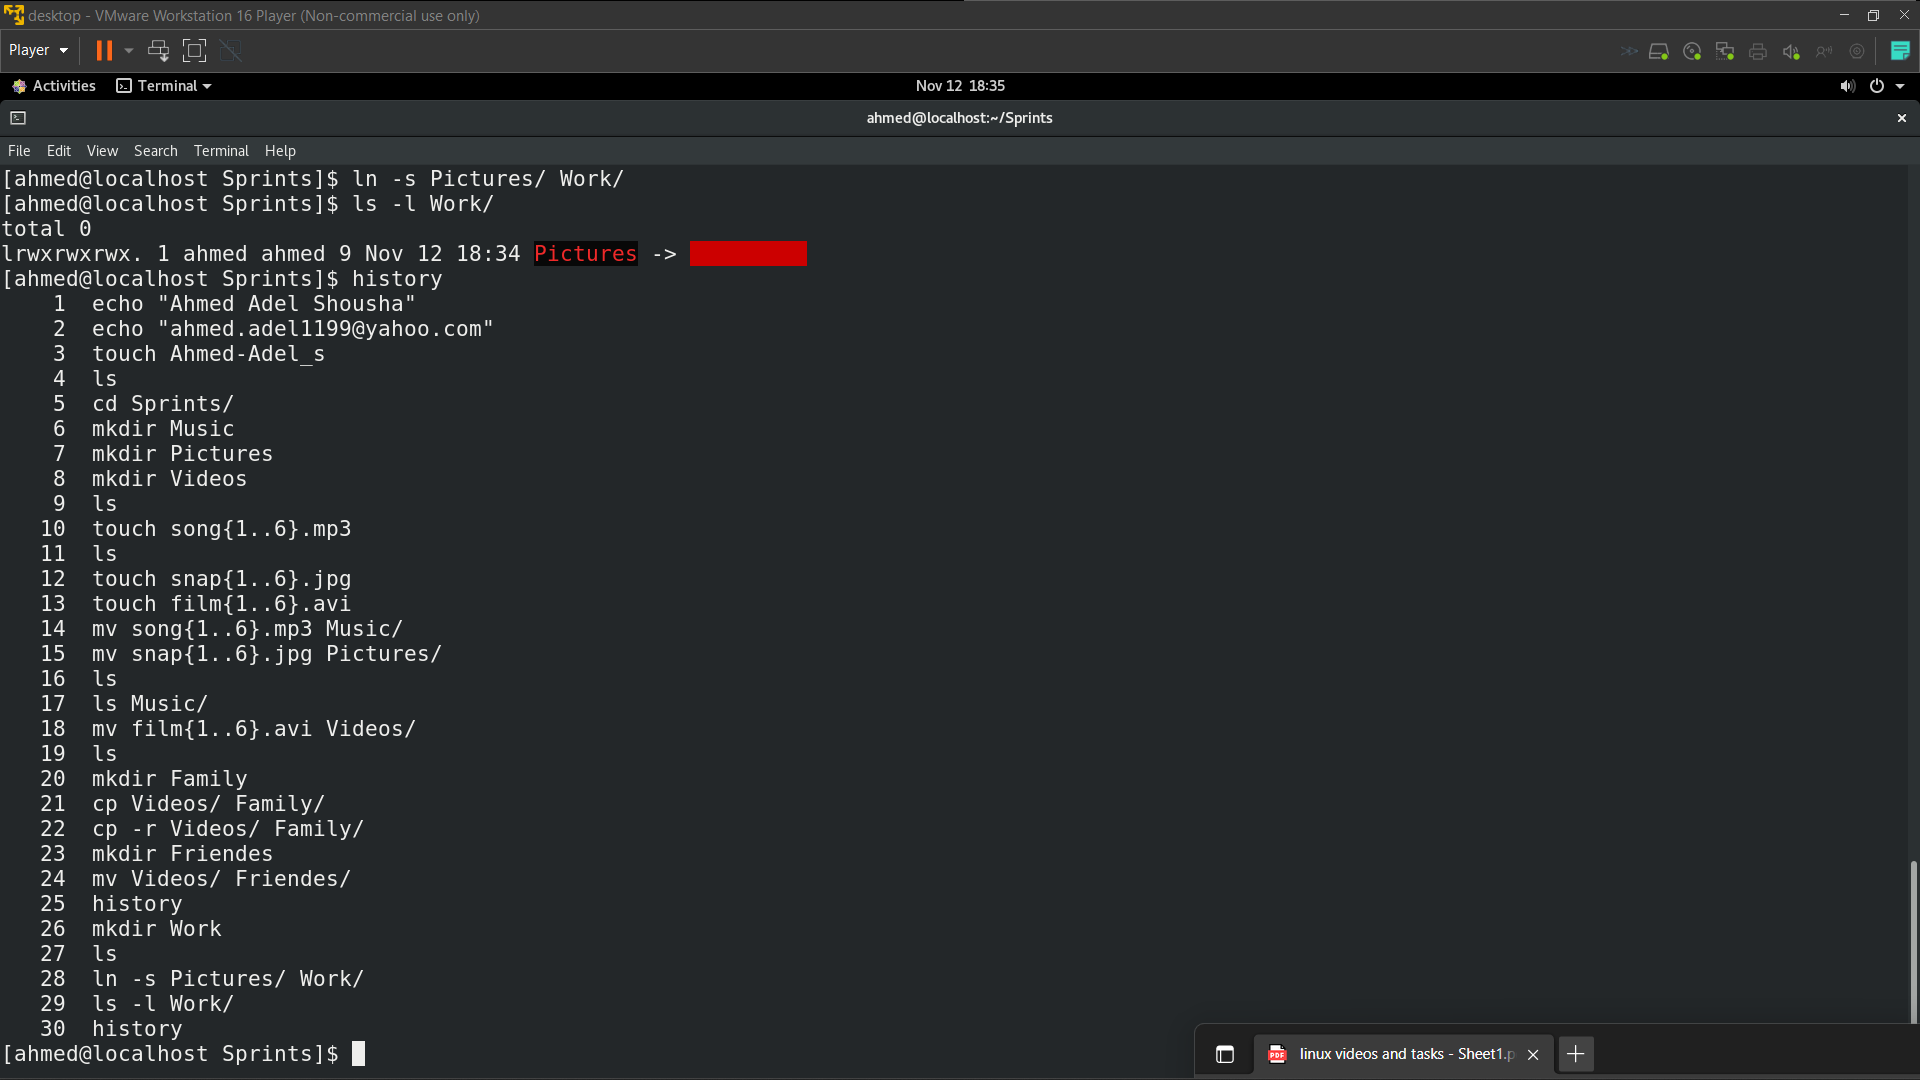 desktop - VMware Workstation 16 Player (Non-commercial use only)
Player
Activities Terminal Nov 12 18:35
ahmed@localhost:~/Sprints
File Edit View Search Terminal Help
[ahmed@localhost Sprints]$ ln -s Pictures/ Work/
[ahmed@localhost Sprints]$ ls -l Work/
total 0
lrwxrwxrwx. 1 ahmed ahmed 9 Nov 12 18:34 Pictures ->
[ahmed@localhost Sprints]$ history
1 echo "Ahmed Adel Shousha"
2 echo "ahmed.adel1199@yahoo.com"
3 touch Ahmed-Adel_s
4 ls
5 cd Sprints/
6 mkdir Music
7 mkdir Pictures
8 mkdir Videos
9 ls
10 touch song{1..6}.mp3
11 ls
12 touch snap{1..6}.jpg
13 touch film{1..6}.avi
14 mv song{1..6}.mp3 Music/
15 mv snap{1..6}.jpg Pictures/
16 ls
17 ls Music/
18 mv film{1..6}.avi Videos/
19 ls
20 mkdir Family
21 cp Videos/ Family/
22 cp -r Videos/ Family/
23 mkdir Friendes
24 mv Videos/ Friendes/
25 history
26 mkdir Work
27 ls
28 ln -s Pictures/ Work/
29 ls -l Work/
30 history
[ahmed@localhost Sprints]$
PDF linux videos and tasks - Sheet1.p